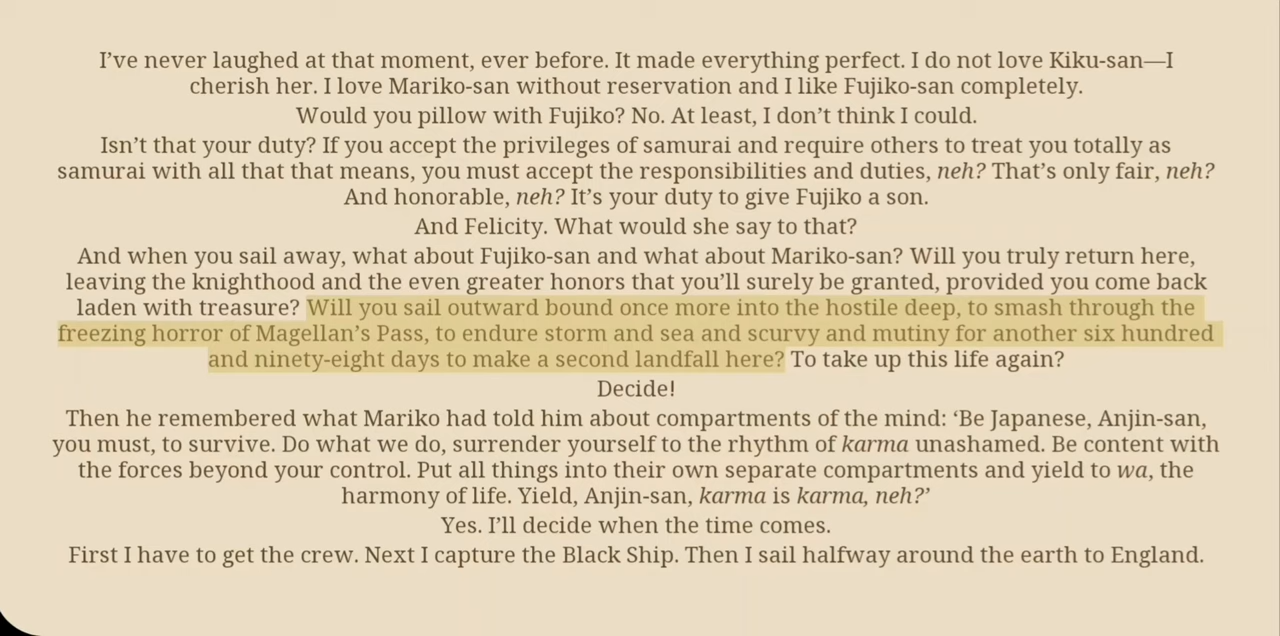 I’ve never laughed at that moment, ever before. It made everything perfect. I do not love Kiku-san—I
cherish her. I love Mariko-san without reservation and I like Fujiko-san completely.
Would you pillow with Fujiko? No. At least, I don’t think I could.
Isn’t that your duty? If you accept the privileges of samurai and require others to treat you totally as
samurai with all that that means, you must accept the responsibilities and duties, neh? That’s only fair, neh?
And honorable, neh? It’s your duty to give Fujiko a son.
And Felicity. What would she say to that?
And when you sail away, what about Fujiko-san and what about Mariko-san? Will you truly return here,
leaving the knighthood and the even greater honors that you’ll surely be granted, provided you come back
laden with treasure? Will you sail outward bound once more into the hostile deep, to smash through the
freezing horror of Magellan’s Pass, to endure storm and sea and scurvy and mutiny for another six hundred
and ninety-eight days to make a second landfall here? To take up this life again?
Decide!
Then he remembered what Mariko had told him about compartments of the mind: ‘Be Japanese, Anjin-san,
you must, to survive. Do what we do, surrender yourself to the rhythm of karma unashamed. Be content with
the forces beyond your control. Put all things into their own separate compartments and yield to wa, the
harmony of life. Yield, Anjin-san, karma is karma, neh?’
Yes. I’ll decide when the time comes.
First I have to get the crew. Next I capture the Black Ship. Then I sail halfway around the earth to England.